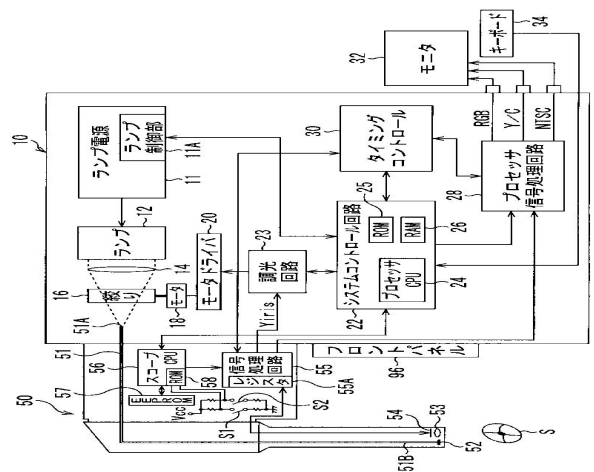 10
ランプ電源
ランプ
制御部
11A
11
ランプ
12
14
絞り
16
モータ
18
モータドライバ
20
51A
51
50
スコープ
CPU
ROM
56
57
58
EEPROM
Vcc
S1
S2
信号処理
回路
レジスタ
55
55A
Yiris
調光
回路
23
システムコントロール回路
22
ROM
25
RAM
26
プロセッサ
CPU
24
タイミング
コントロール
30
プロセッサ
信号処理回路
28
RGB
Y/C
NTSC
モニタ
32
キーボード
34
フロントパネル
96
54
53
52
51B
S